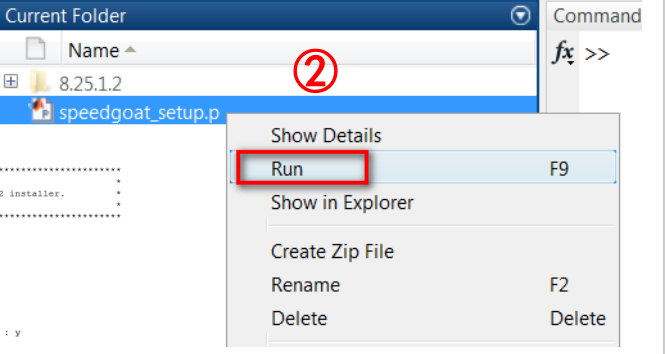 Current Folder
Command
Name
fx >>
②
8.25.1.2
speedgoat_setup.p
Show Details
Run F9
Show in Explorer
Create Zip File
Rename F2
Delete Delete
**********************
*
2 installer. *
*
**********************
: y